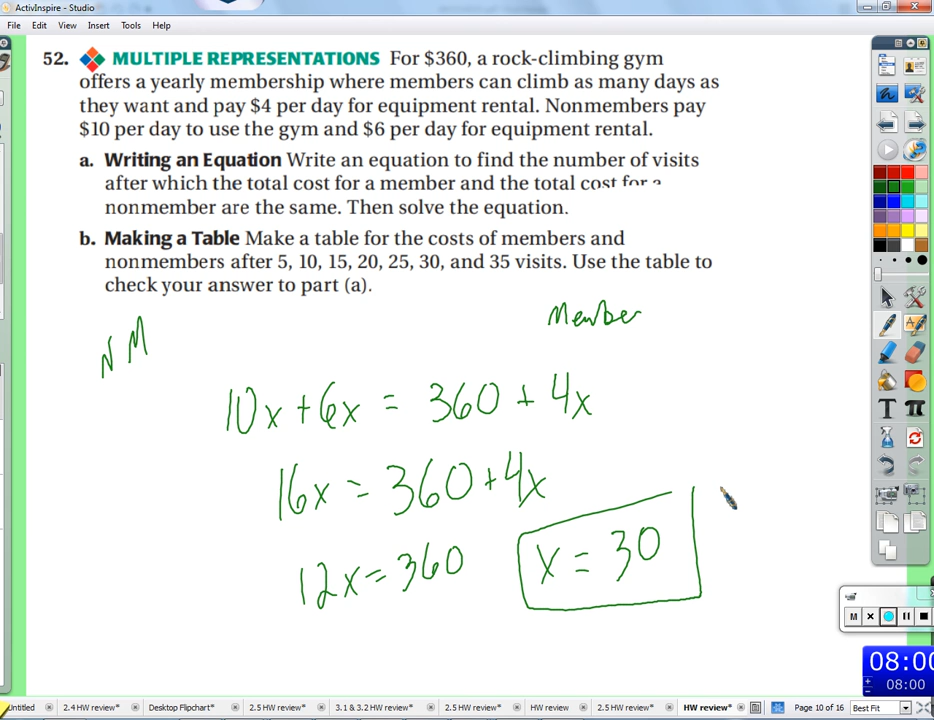 ActivInspire - Studio
File Edit View Insert Tools Help
52. MULTIPLE REPRESENTATIONS For $360, a rock-climbing gym
offers a yearly membership where members can climb as many days as
they want and pay $4 per day for equipment rental. Nonmembers pay
$10 per day to use the gym and $6 per day for equipment rental.
a. Writing an Equation Write an equation to find the number of visits
after which the total cost for a member and the total cost for a
nonmember are the same. Then solve the equation.
b. Making a Table Make a table for the costs of members and
nonmembers after 5, 10, 15, 20, 25, 30, and 35 visits. Use the table to
check your answer to part (a).
NM
Member
10x + 6x = 360 + 4x
16x = 360 + 4x
12x = 360
x = 30
M
08:00
08:00
Untitled 2.4 HW review* Desktop Flipchart* 2.5 HW review* 3.1 & 3.2 HW review* 2.5 HW review* HW review 2.5 HW review* HW review* Page 10 of 16 Best Fit